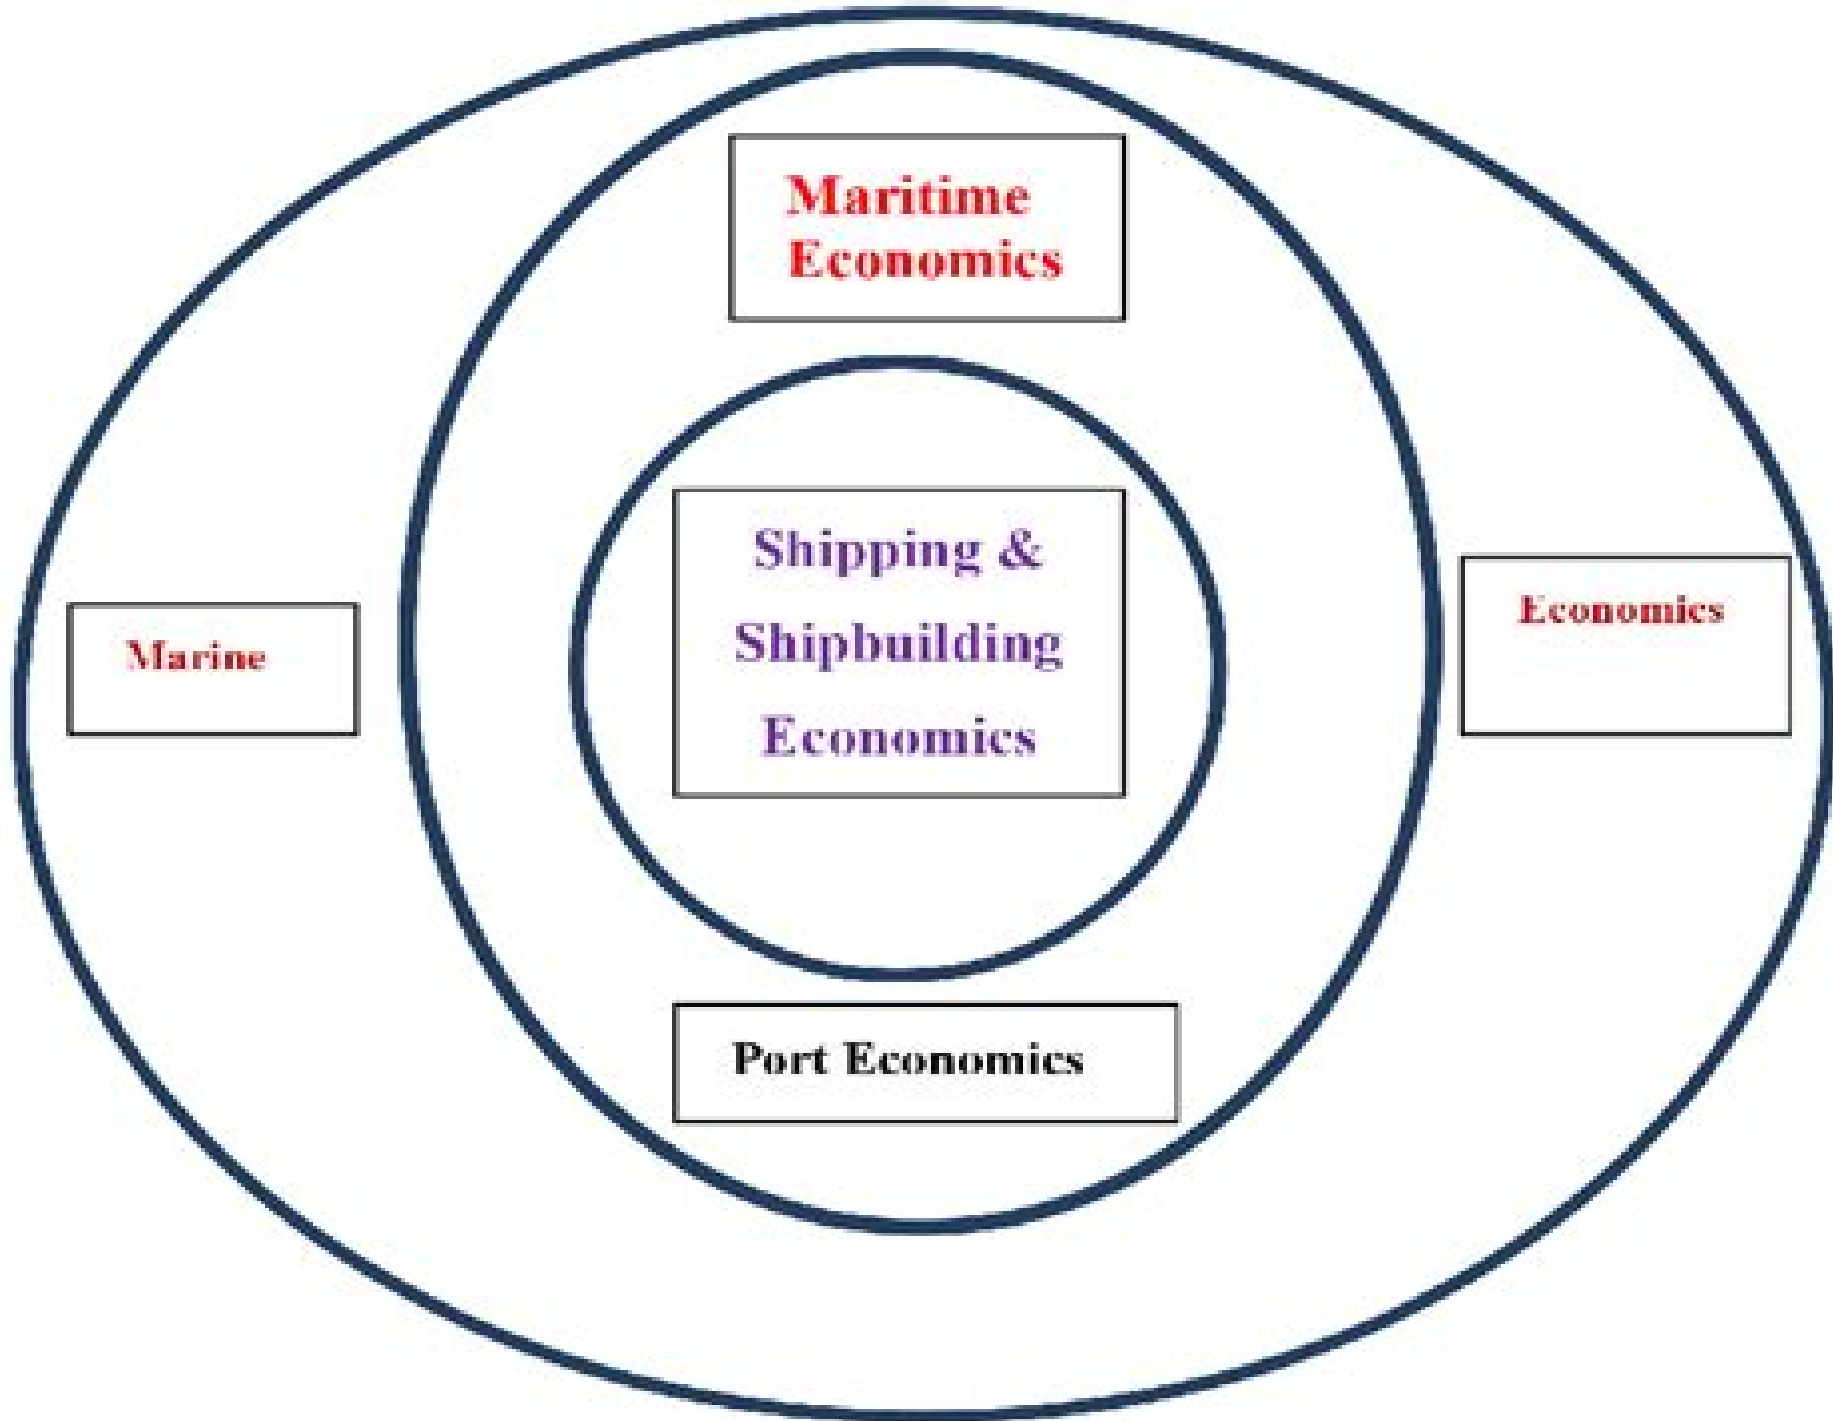 Maritime
Economics
Shipping &
Shipbuilding
Economics
Marine
Economics
Port Economics